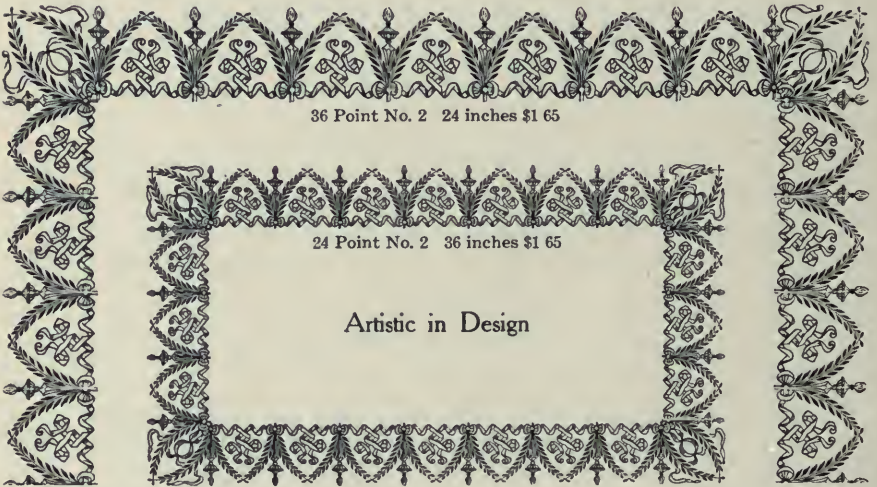 36 Point No. 2 24 inches $1 65
24 Point No. 2 36 inches $1 65
Artistic in Design